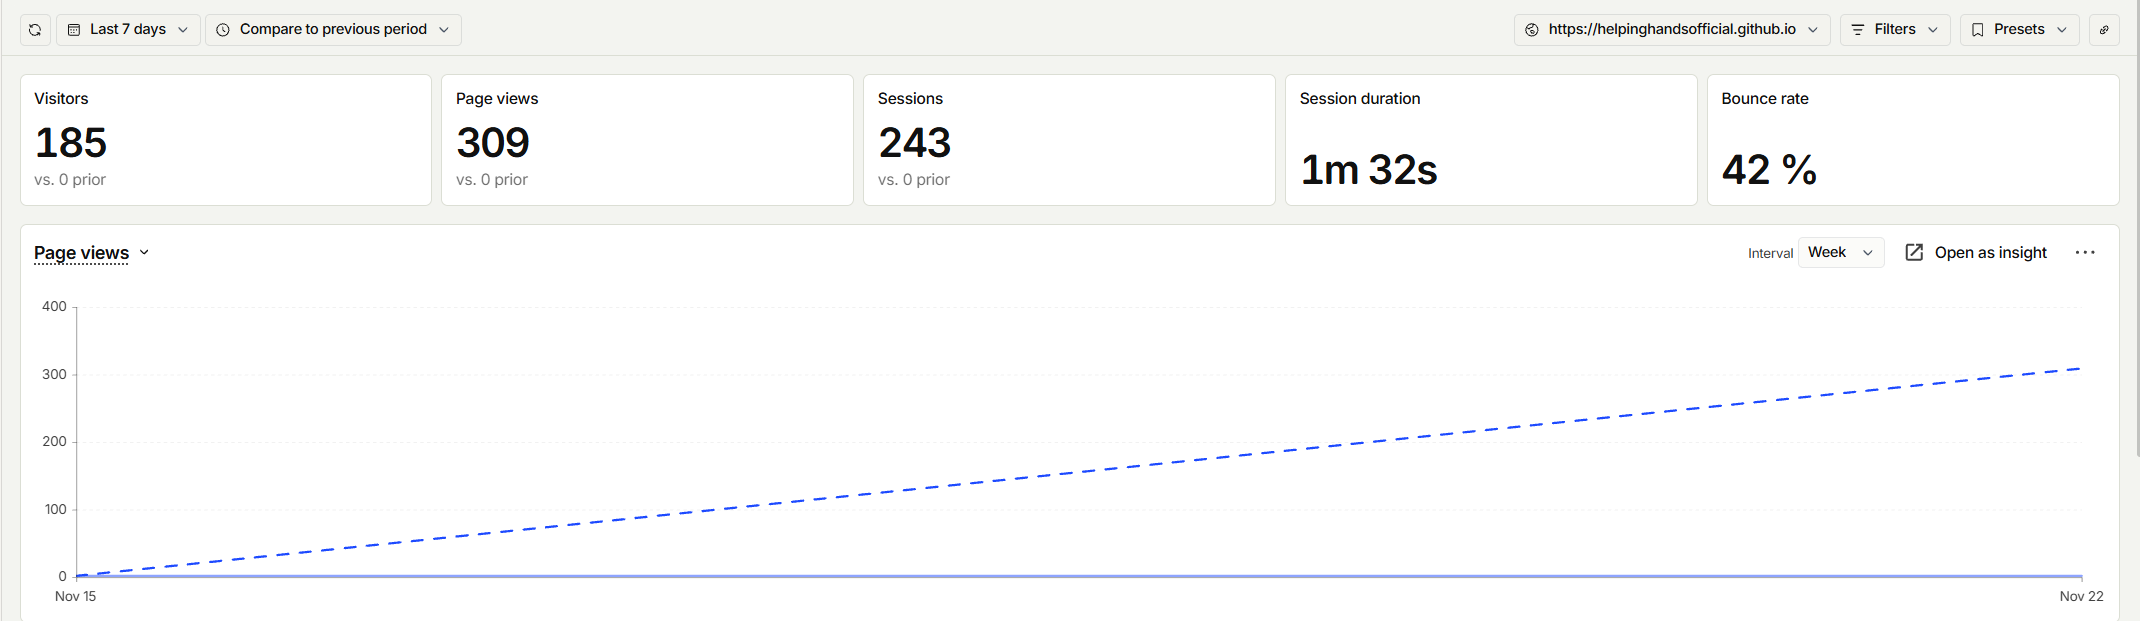 Last 7 days
Compare to previous period
https://helpinghandsofficial.github.io
Filters
Presets
Visitors
185
vs. 0 prior
Page views
309
vs. 0 prior
Sessions
243
vs. 0 prior
Session duration
1m 32s
Bounce rate
42 %
Page views
Interval
Week
Open as insight
400
300
200
100
0
Nov 15
Nov 22